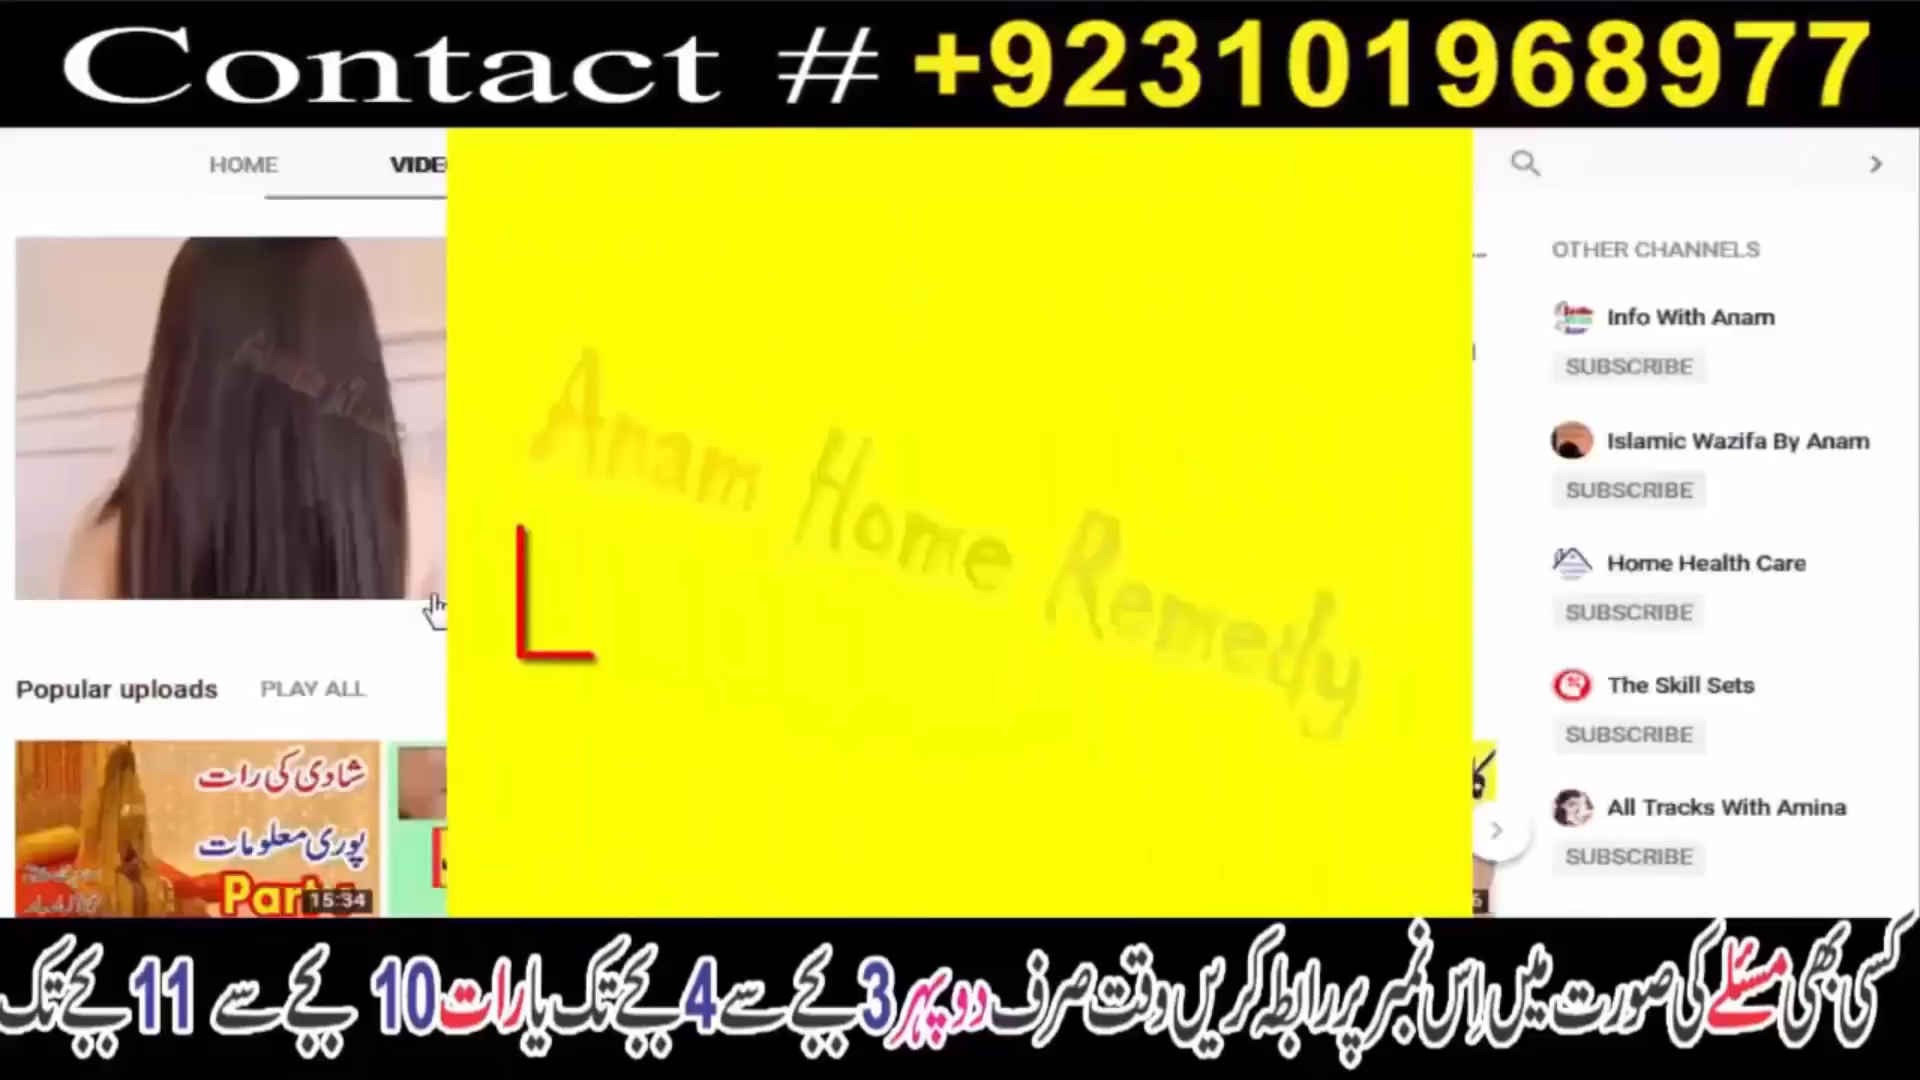 Contact # +923101968977
HOME
VIDE
OTHER CHANNELS
Info With Anam
SUBSCRIBE
Islamic Wazifa By Anam
SUBSCRIBE
Anam Home Remedy
Home Health Care
SUBSCRIBE
Popular uploads PLAY ALL
The Skill Sets
SUBSCRIBE
شادی کی رات
پوری معلومات
Part
15:34
All Tracks With Amina
SUBSCRIBE
کسی بھی مسئلے کی صورت میں اِس نمبر پر رابطہ کریں وقت صرف دوپہر 3 بجے سے 4 بجے تک یا رات 10 بجے سے 11 بجے تک